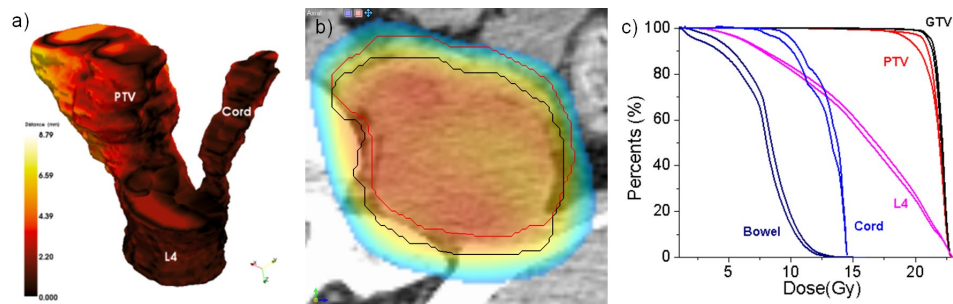 a)
PTV
Cord
Distance (mm)
8.79
6.59
4.39
2.20
0.000
L4
b)
Axial
c)
100
80
60
40
20
0
Percents (%)
GTV
PTV
L4
Cord
Bowel
5
10
15
20
Dose(Gy)